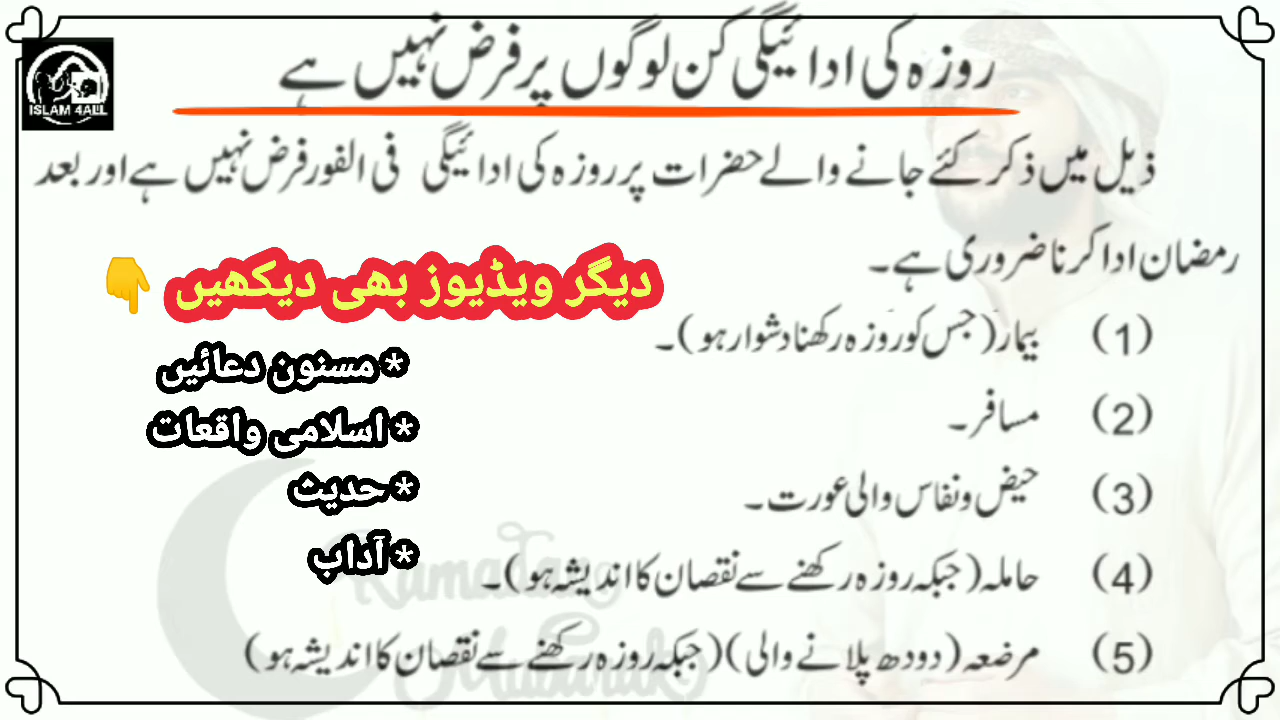 روزہ کی ادائیگی کن لوگوں پر فرض نہیں ہے
ISLAM 4ALL
ذیل میں ذکر کئے جانے والے حضرات پر روزہ کی ادائیگی فی الفور فرض نہیں ہے اور بعد
رمضان ادا کرنا ضروری ہے۔
دیگر ویڈیوز بھی دیکھیں 👇
(1) بیمار (جس کو روزہ رکھنا دشوار ہو)۔
* مسنون دعائیں
(2) مسافر۔
* اسلامی واقعات
(3) حیض و نفاس والی عورت۔
* حدیث
(4) حاملہ (جبکہ روزہ رکھنے سے نقصان کا اندیشہ ہو)۔
* آداب
(5) مرضعہ (دودھ پلانے والی) (جبکہ روزہ رکھنے سے نقصان کا اندیشہ ہو)
Ramadan
Mubarak